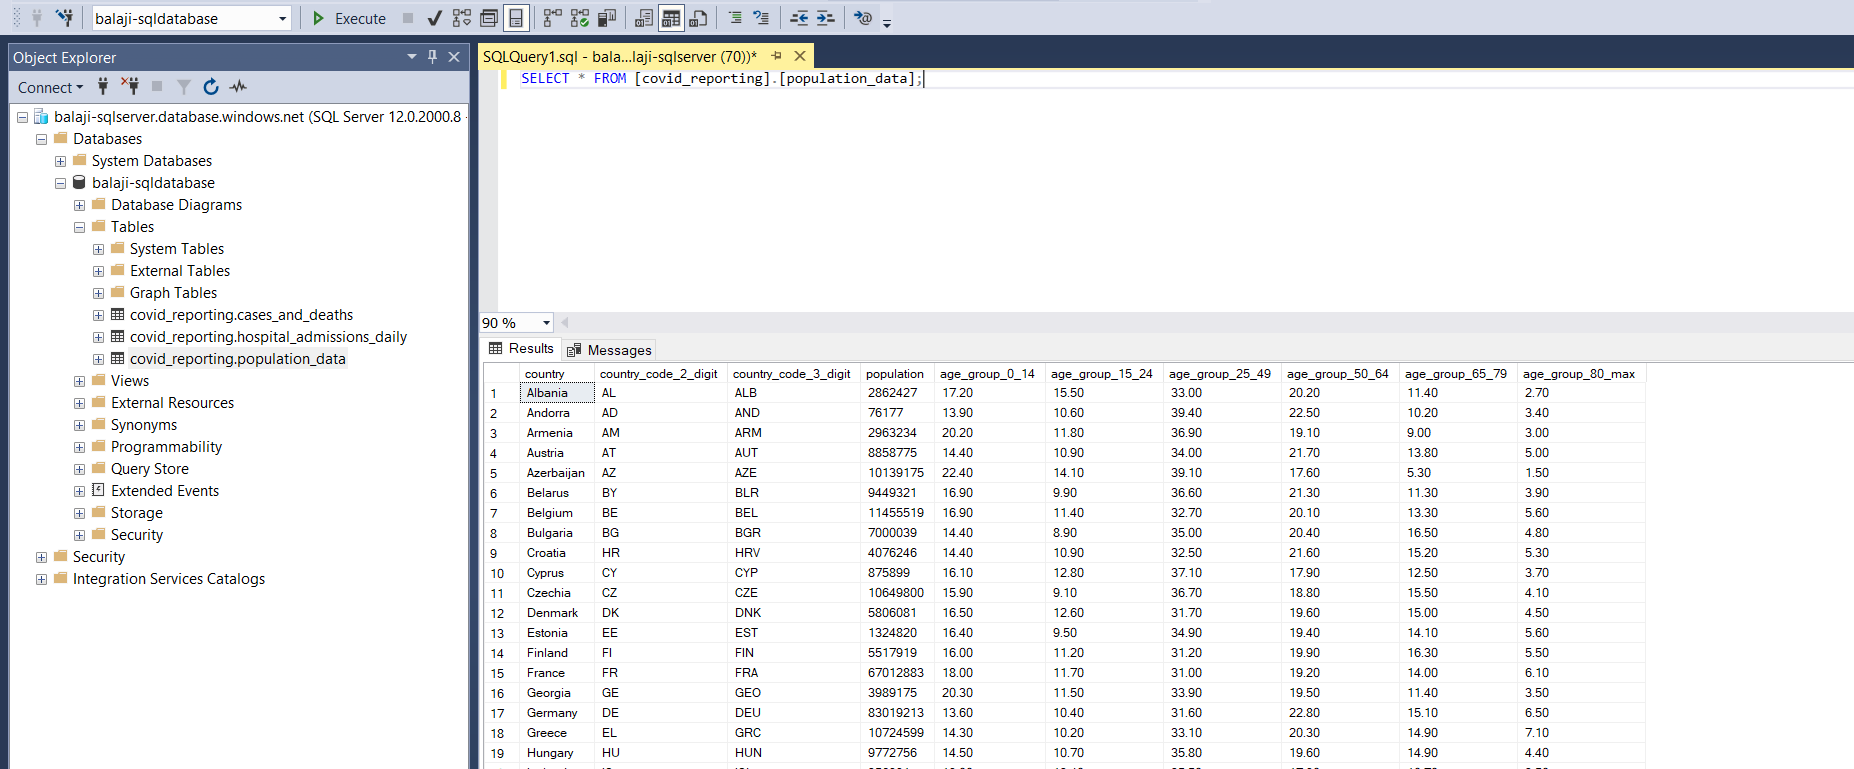 balaji-sqldatabase
Execute
Object Explorer
Connect
balaji-sqlserver.database.windows.net (SQL Server 12.0.2000.8 -
Databases
System Databases
balaji-sqldatabase
Database Diagrams
Tables
System Tables
External Tables
Graph Tables
covid_reporting.cases_and_deaths
covid_reporting.hospital_admissions_daily
covid_reporting.population_data
Views
External Resources
Synonyms
Programmability
Query Store
Extended Events
Storage
Security
Security
Integration Services Catalogs
SQLQuery1.sql - bala...laji-sqlserver (70))*
SELECT * FROM [covid_reporting].[population_data];
90 %
Results Messages
country country_code_2_digit country_code_3_digit population age_group_0_14 age_group_15_24 age_group_25_49 age_group_50_64 age_group_65_79 age_group_80_max
1 Albania AL ALB 2862427 17.20 15.50 33.00 20.20 11.40 2.70
2 Andorra AD AND 76177 13.90 10.60 39.40 22.50 10.20 3.40
3 Armenia AM ARM 2963234 20.20 11.80 36.90 19.10 9.00 3.00
4 Austria AT AUT 8858775 14.40 10.90 34.00 21.70 13.80 5.00
5 Azerbaijan AZ AZE 10139175 22.40 14.10 39.10 17.60 5.30 1.50
6 Belarus BY BLR 9449321 16.90 9.90 36.60 21.30 11.30 3.90
7 Belgium BE BEL 11455519 16.90 11.40 32.70 20.10 13.30 5.60
8 Bulgaria BG BGR 7000039 14.40 8.90 35.00 20.40 16.50 4.80
9 Croatia HR HRV 4076246 14.40 10.90 32.50 21.60 15.20 5.30
10 Cyprus CY CYP 875899 16.10 12.80 37.10 17.90 12.50 3.70
11 Czechia CZ CZE 10649800 15.90 9.10 36.70 18.80 15.50 4.10
12 Denmark DK DNK 5806081 16.50 12.60 31.70 19.60 15.00 4.50
13 Estonia EE EST 1324820 16.40 9.50 34.90 19.40 14.10 5.60
14 Finland FI FIN 5517919 16.00 11.20 31.20 19.90 16.30 5.50
15 France FR FRA 67012883 18.00 11.70 31.00 19.20 14.00 6.10
16 Georgia GE GEO 3989175 20.30 11.50 33.90 19.50 11.40 3.50
17 Germany DE DEU 83019213 13.60 10.40 31.60 22.80 15.10 6.50
18 Greece EL GRC 10724599 14.30 10.20 33.10 20.30 14.90 7.10
19 Hungary HU HUN 9772756 14.50 10.70 35.80 19.60 14.90 4.40